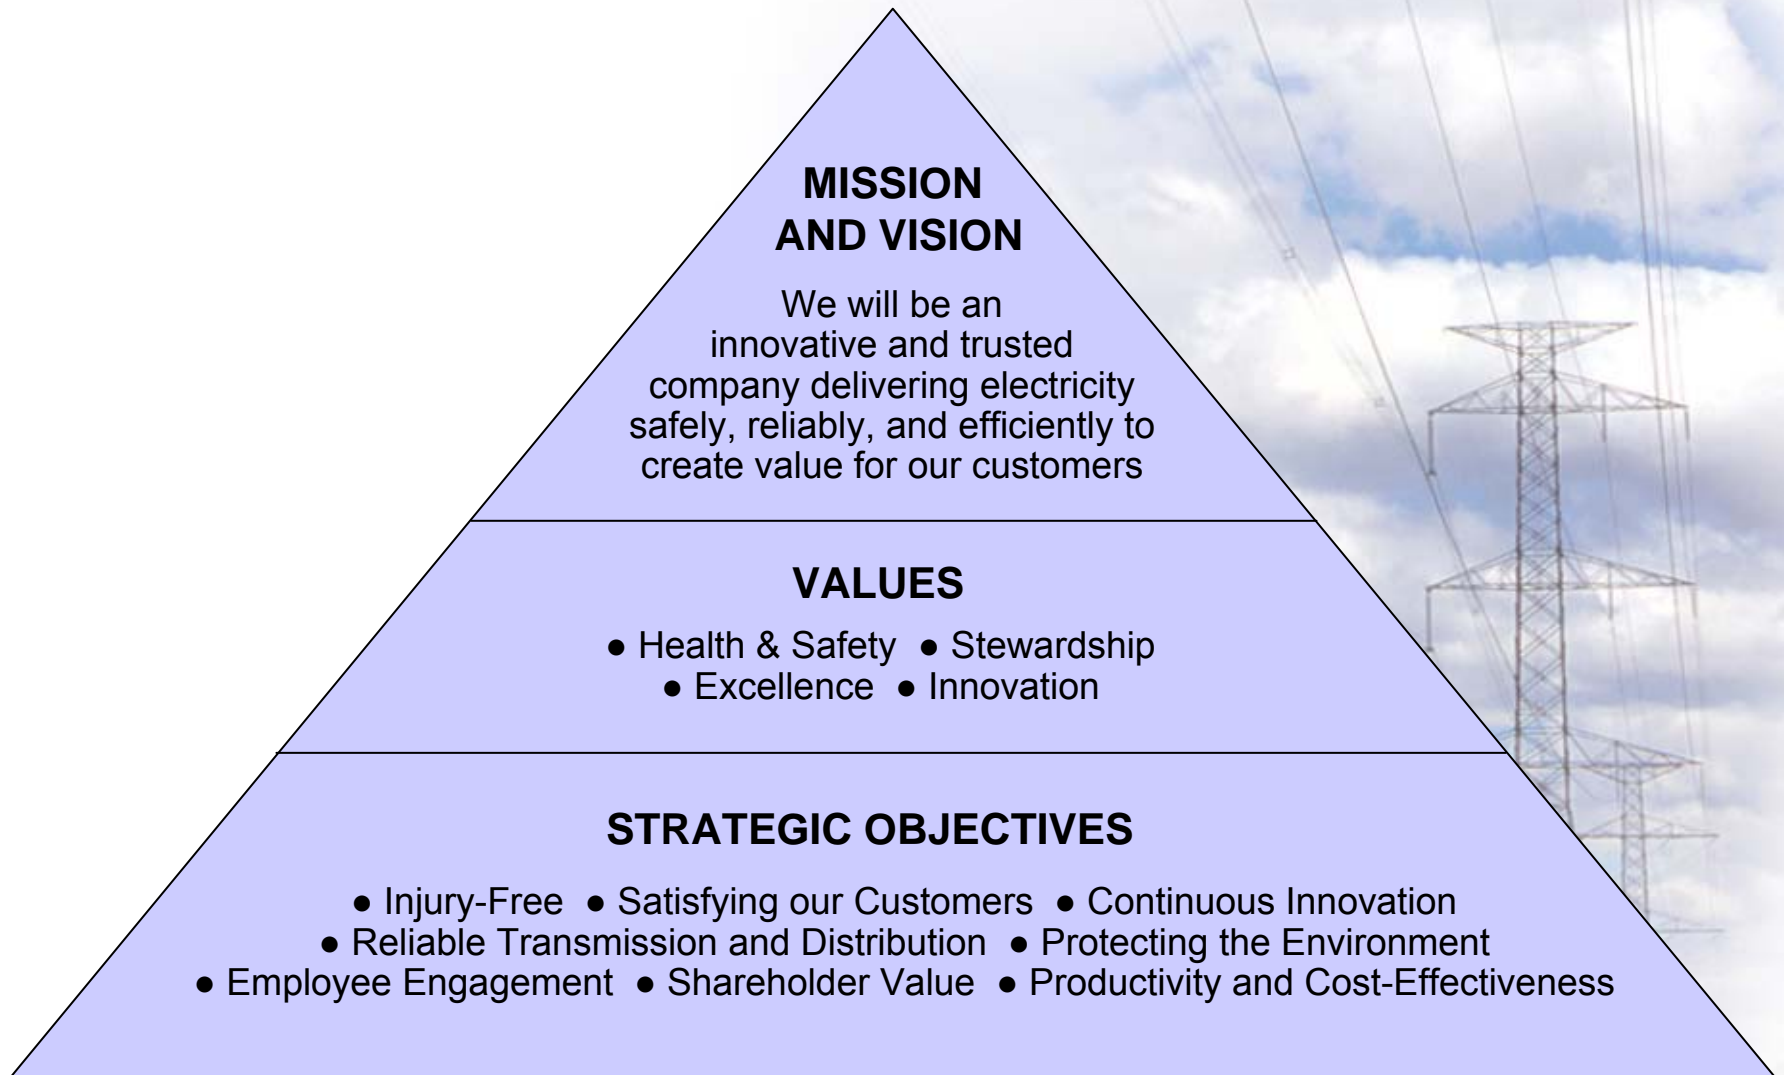 MISSION
AND VISION
We will be an
innovative and trusted
company delivering electricity
safely, reliably, and efficiently to
create value for our customers
VALUES
● Health & Safety ● Stewardship
● Excellence ● Innovation
STRATEGIC OBJECTIVES
● Injury-Free ● Satisfying our Customers ● Continuous Innovation
● Reliable Transmission and Distribution ● Protecting the Environment
● Employee Engagement ● Shareholder Value ● Productivity and Cost-Effectiveness